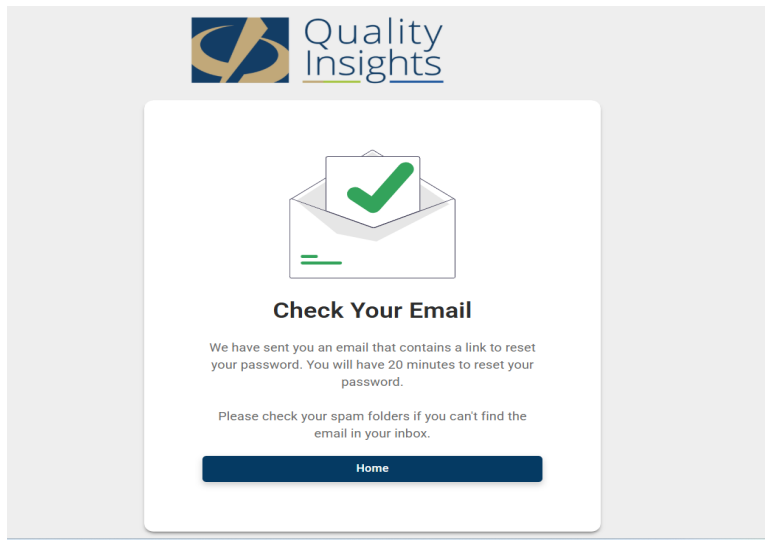 Quality
Insights
Check Your Email
We have sent you an email that contains a link to reset
your password. You will have 20 minutes to reset your
password.
Please check your spam folders if you can't find the
email in your inbox.
Home